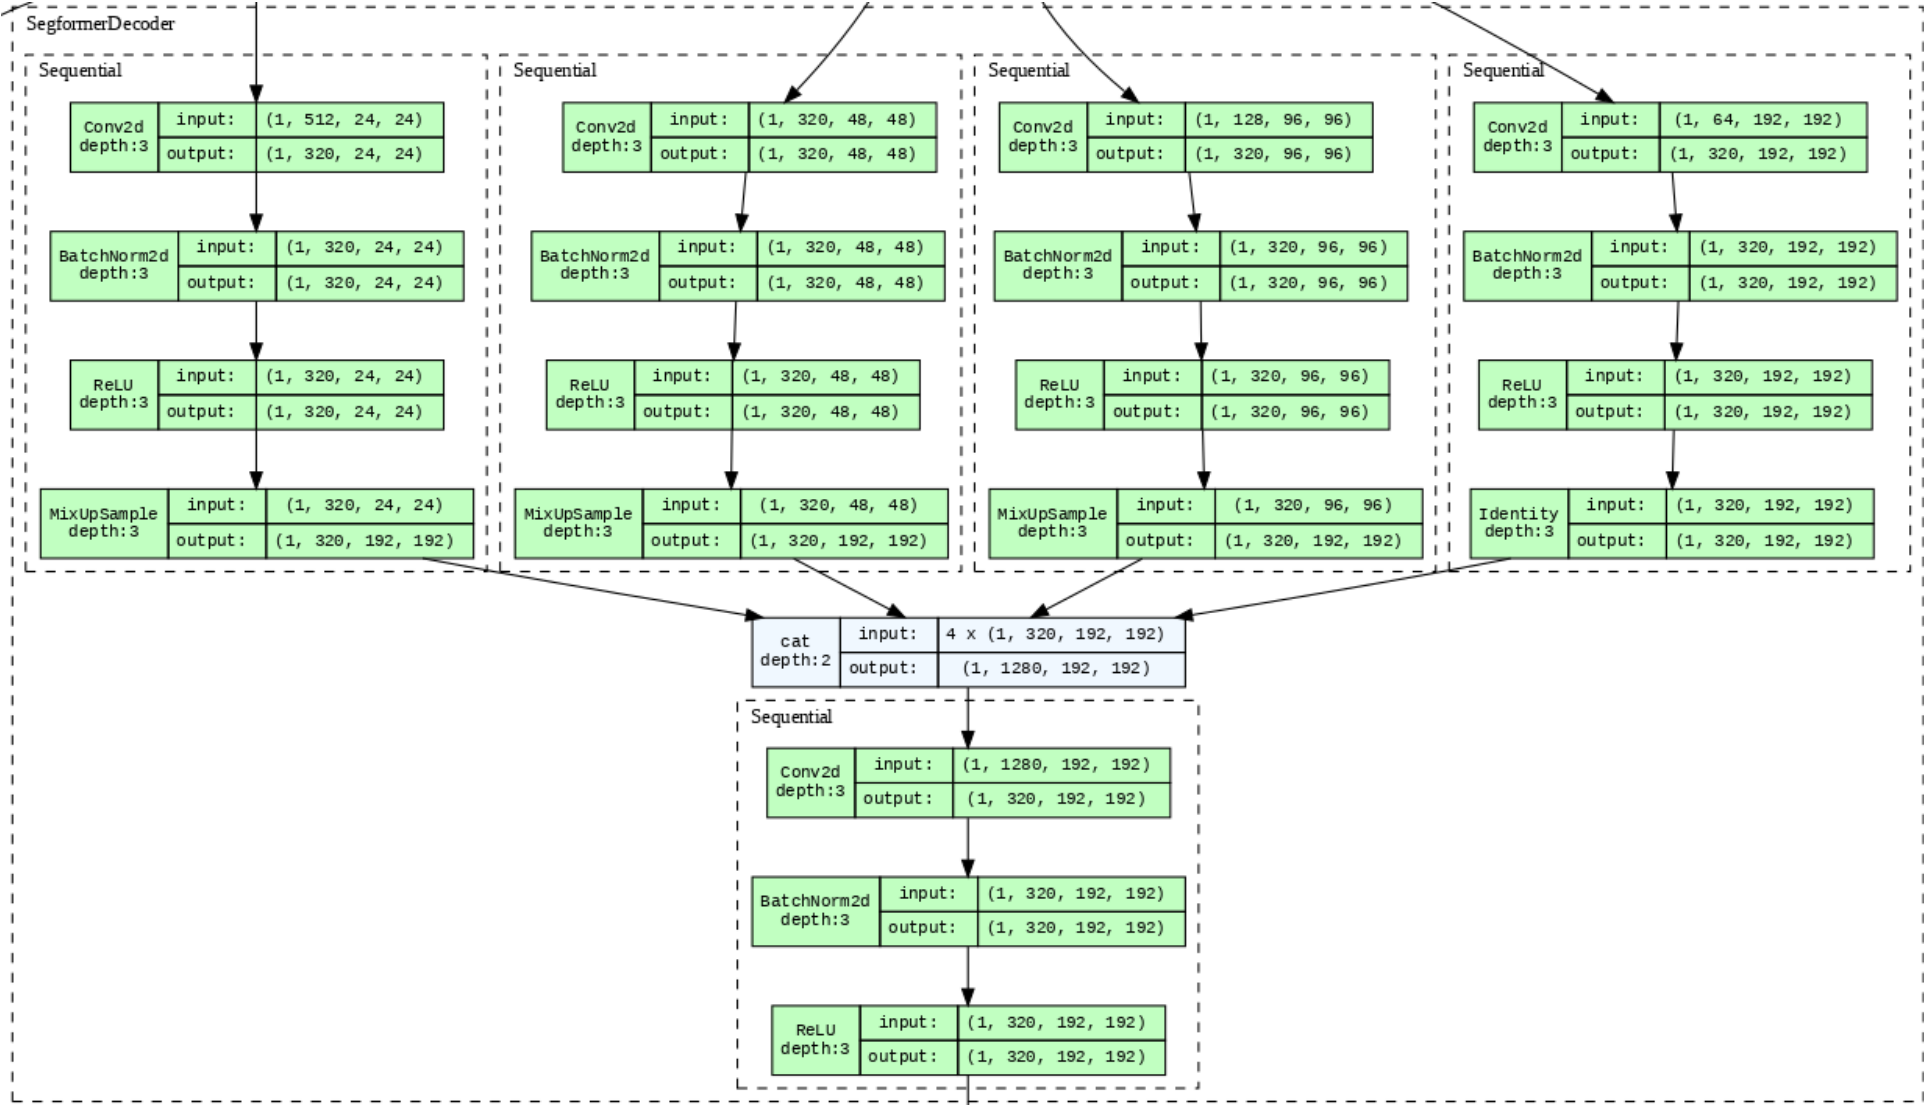 SegformerDecoder
Sequential
Conv2d
depth:3
input:
(1, 512, 24, 24)
output:
(1, 320, 24, 24)
BatchNorm2d
depth:3
input:
(1, 320, 24, 24)
output:
(1, 320, 24, 24)
ReLU
depth:3
input:
(1, 320, 24, 24)
output:
(1, 320, 24, 24)
MixUpSample
depth:3
input:
(1, 320, 24, 24)
output:
(1, 320, 192, 192)
Sequential
Conv2d
depth:3
input:
(1, 320, 48, 48)
output:
(1, 320, 48, 48)
BatchNorm2d
depth:3
input:
(1, 320, 48, 48)
output:
(1, 320, 48, 48)
ReLU
depth:3
input:
(1, 320, 48, 48)
output:
(1, 320, 48, 48)
MixUpSample
depth:3
input:
(1, 320, 48, 48)
output:
(1, 320, 192, 192)
Sequential
Conv2d
depth:3
input:
(1, 128, 96, 96)
output:
(1, 320, 96, 96)
BatchNorm2d
depth:3
input:
(1, 320, 96, 96)
output:
(1, 320, 96, 96)
ReLU
depth:3
input:
(1, 320, 96, 96)
output:
(1, 320, 96, 96)
MixUpSample
depth:3
input:
(1, 320, 96, 96)
output:
(1, 320, 192, 192)
Sequential
Conv2d
depth:3
input:
(1, 64, 192, 192)
output:
(1, 320, 192, 192)
BatchNorm2d
depth:3
input:
(1, 320, 192, 192)
output:
(1, 320, 192, 192)
ReLU
depth:3
input:
(1, 320, 192, 192)
output:
(1, 320, 192, 192)
Identity
depth:3
input:
(1, 320, 192, 192)
output:
(1, 320, 192, 192)
cat
depth:2
input:
4 x (1, 320, 192, 192)
output:
(1, 1280, 192, 192)
Sequential
Conv2d
depth:3
input:
(1, 1280, 192, 192)
output:
(1, 320, 192, 192)
BatchNorm2d
depth:3
input:
(1, 320, 192, 192)
output:
(1, 320, 192, 192)
ReLU
depth:3
input:
(1, 320, 192, 192)
output:
(1, 320, 192, 192)